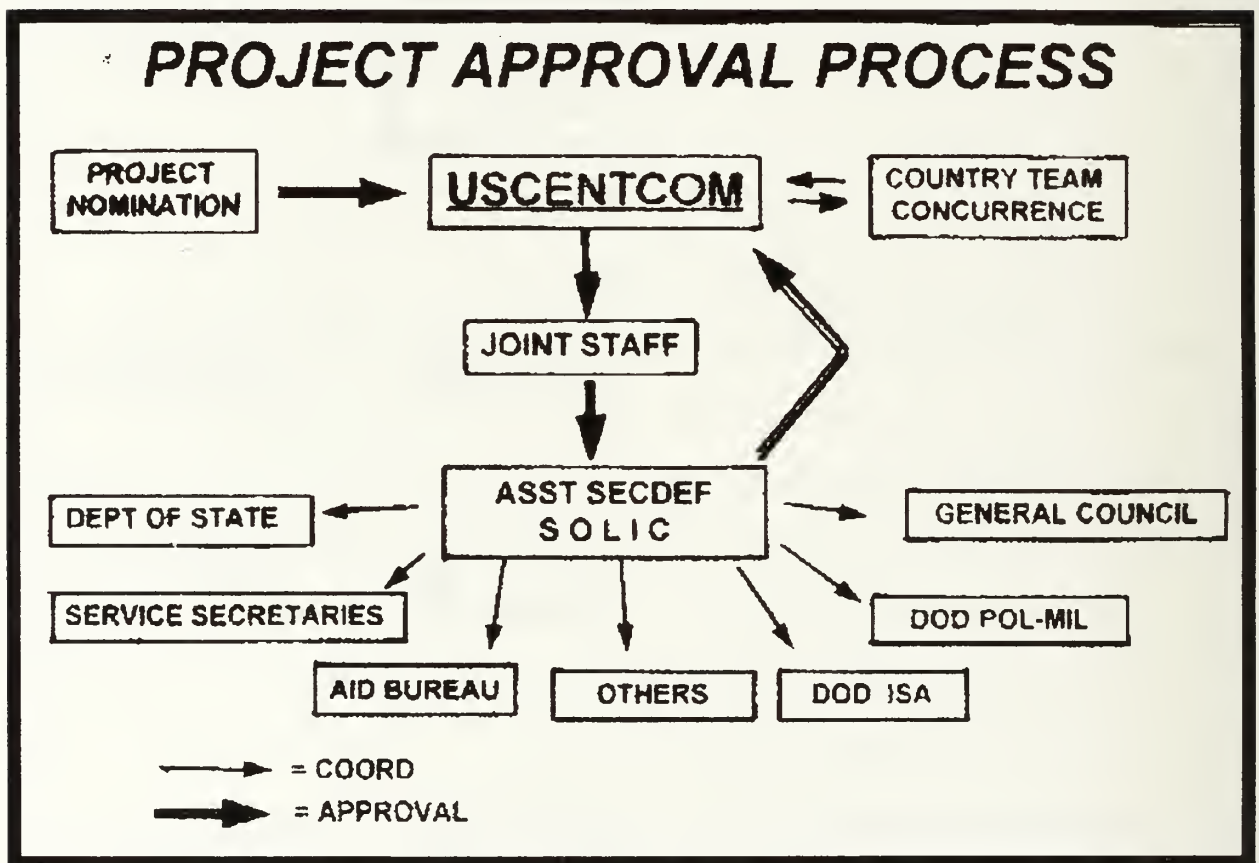 PROJECT APPROVAL PROCESS
PROJECT
NOMINATION
USCENTCOM
COUNTRY TEAM
CONCURRENCE
JOINT STAFF
ASST SECDEF
S O L I C
DEPT OF STATE
GENERAL COUNCIL
SERVICE SECRETARIES
DOD POL-MIL
AID BUREAU
OTHERS
DOD ISA
= COORD
= APPROVAL